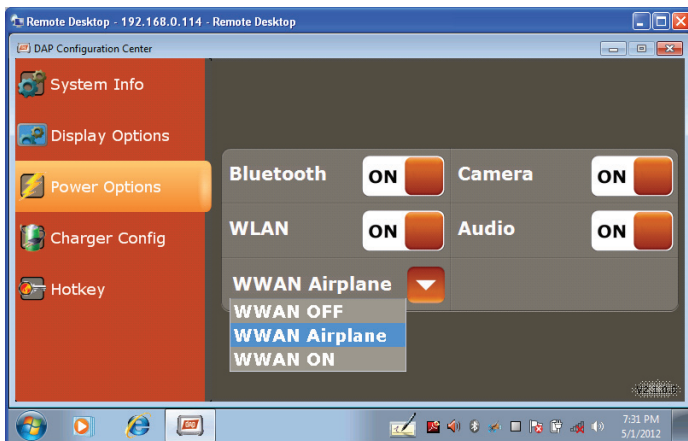 Remote Desktop - 192.168.0.114 - Remote Desktop
DAP Configuration Center
System Info
Display Options
Power Options
Charger Config
Hotkey
Bluetooth ON Camera ON
WLAN ON Audio ON
WWAN Airplane
WWAN OFF
WWAN Airplane
WWAN ON
7:31 PM
5/1/2012